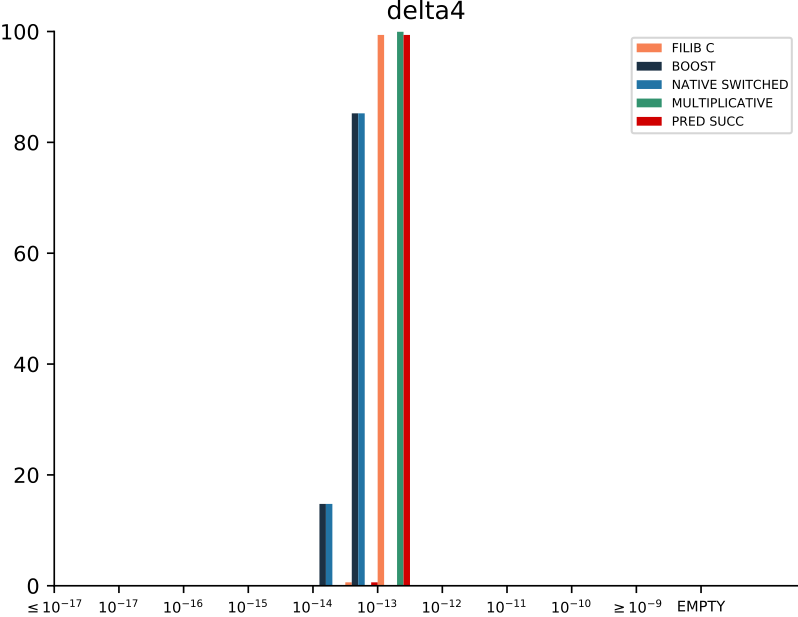 delta4
100
80
60
40
20
0
FILIB C
BOOST
NATIVE SWITCHED
MULTIPLICATIVE
PRED SUCC
≤ 10⁻¹⁷ 10⁻¹⁷ 10⁻¹⁶ 10⁻¹⁵ 10⁻¹⁴ 10⁻¹³ 10⁻¹² 10⁻¹¹ 10⁻¹⁰ ≥ 10⁻⁹ EMPTY